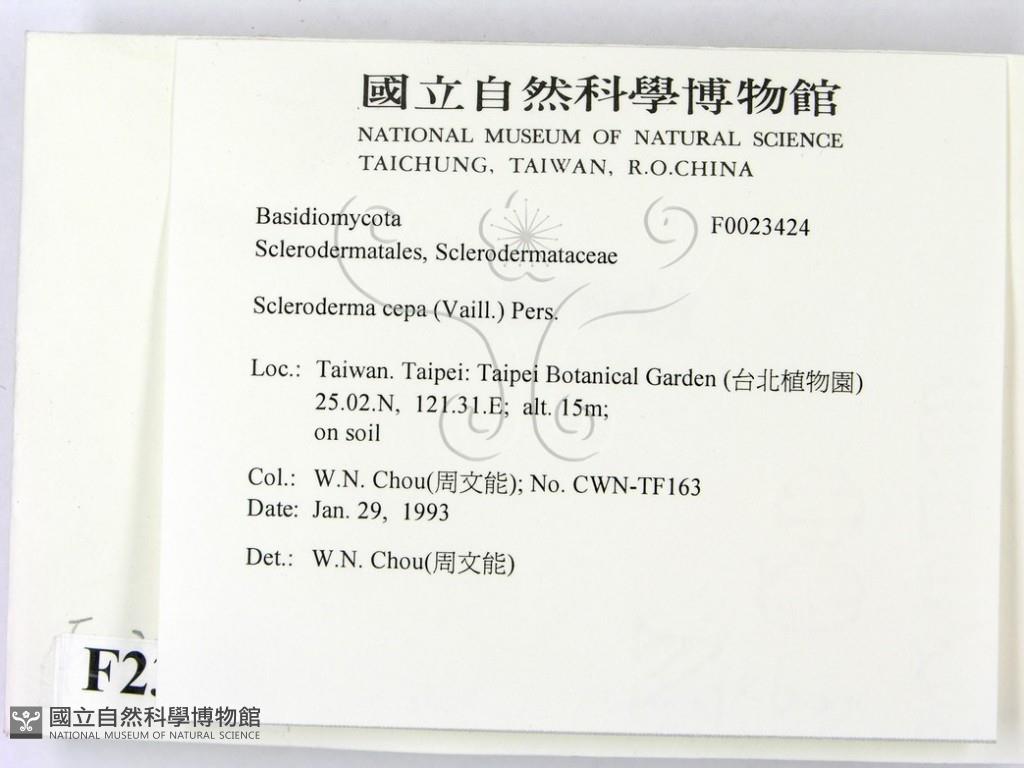 國立自然科學博物館
NATIONAL MUSEUM OF NATURAL SCIENCE
TAICHUNG, TAIWAN, R.O.CHINA
Basidiomycota F0023424
Sclerodermatales, Sclerodermataceae
Scleroderma cepa (Vaill.) Pers.
Loc.: Taiwan. Taipei: Taipei Botanical Garden (台北植物園)
25.02.N, 121.31.E; alt. 15m;
on soil
Col.: W.N. Chou(周文能); No. CWN-TF163
Date: Jan. 29, 1993
Det.: W.N. Chou(周文能)
F2
國立自然科學博物館
NATIONAL MUSEUM OF NATURAL SCIENCE